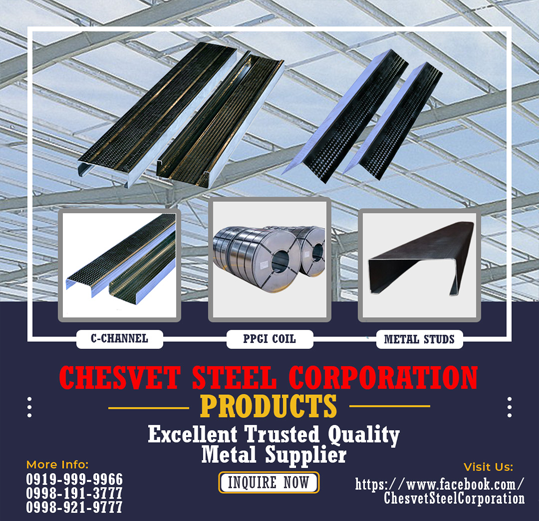 C-CHANNEL
PPGI COIL
METAL STUDS
CHESVET STEEL CORPORATION
PRODUCTS
Excellent Trusted Quality
Metal Supplier
INQUIRE NOW
More Info:
0919-999-9966
0998-191-3777
0998-921-9777
Visit Us:
https://www.facebook.com/
ChesvetSteelCorporation